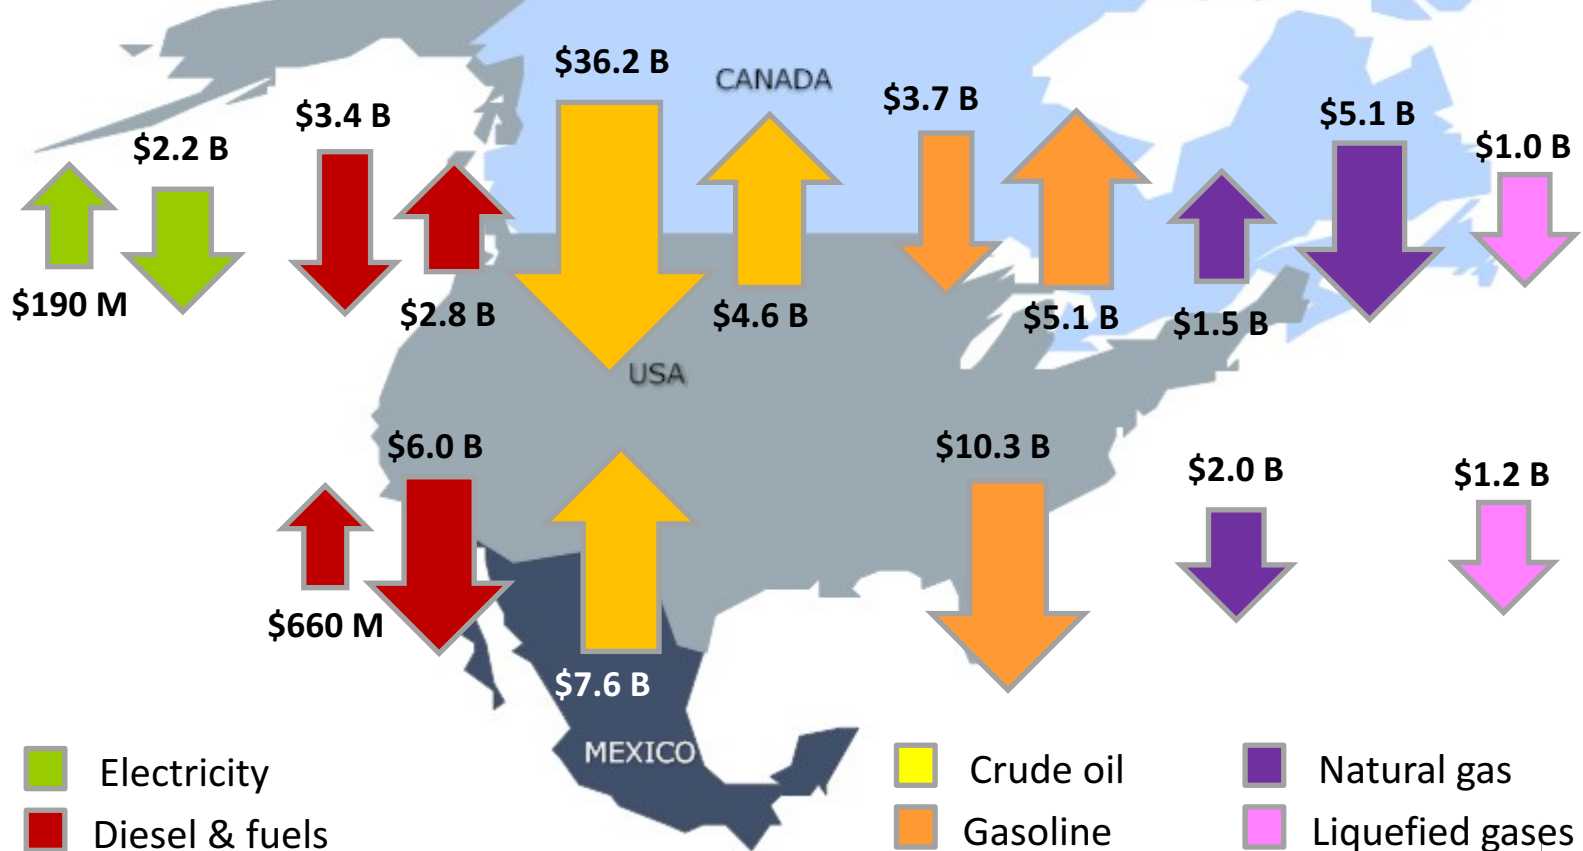 $36.2 B
CANADA
$3.7 B
$3.4 B
$5.1 B
$2.2 B
$1.0 B
$190 M
$2.8 B
$4.6 B
$5.1 B
$1.5 B
USA
$6.0 B
$10.3 B
$2.0 B
$1.2 B
$660 M
$7.6 B
MEXICO
Electricity
Crude oil
Natural gas
Diesel & fuels
Gasoline
Liquefied gases